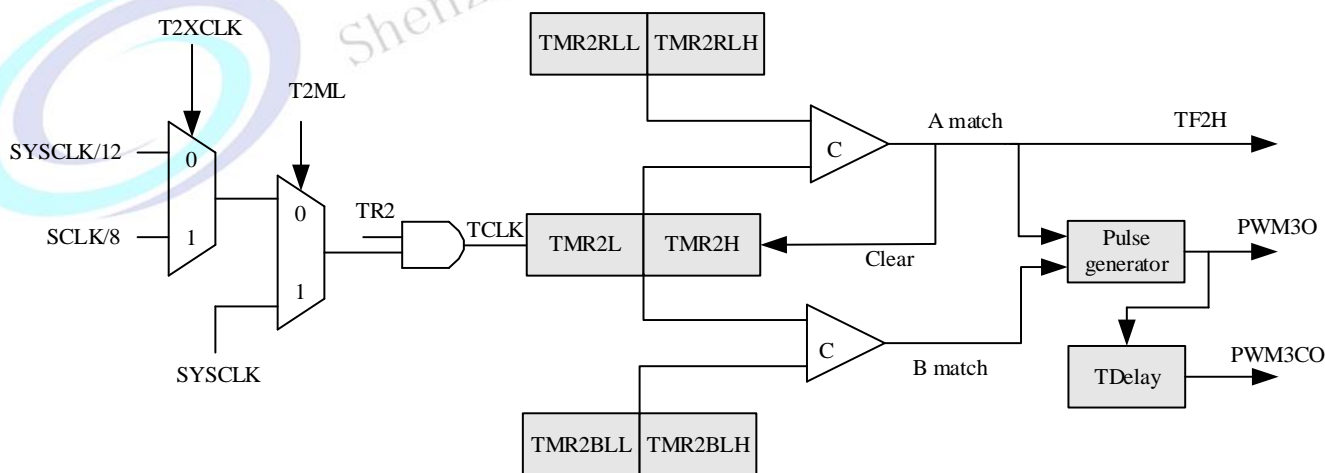 Shenz
T2XCLK
TMR2RLL TMR2RLH
T2ML
SYSCLK/12
0
C
A match
TF2H
SCLK/8
1
0
TR2
TCLK
TMR2L TMR2H
Clear
Pulse
generator
PWM3O
1
SYSCLK
C
B match
TDelay
PWM3CO
TMR2BLL TMR2BLH